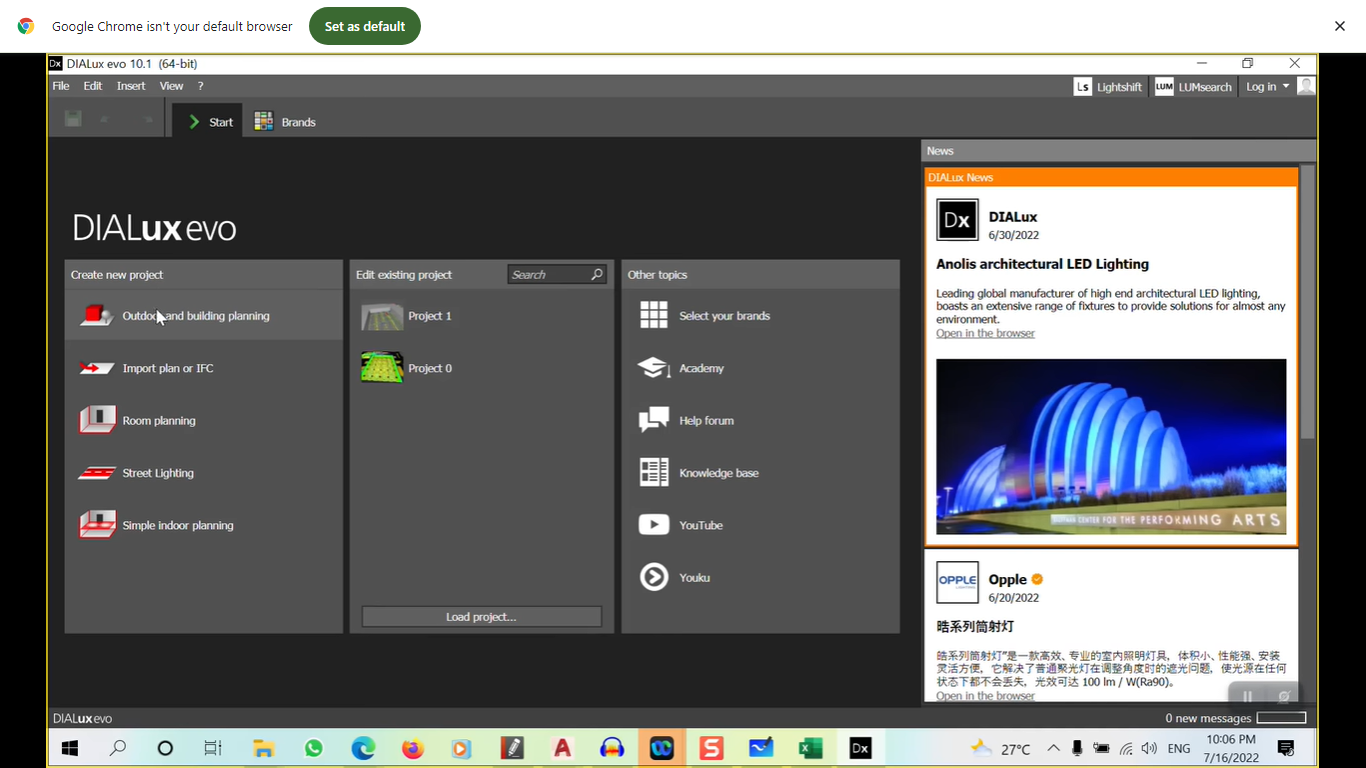 Google Chrome isn't your default browser
Set as default
Dx DIALux evo 10.1 (64-bit)
File Edit Insert View ?
Ls Lightshift LUM LUMsearch Log in
Start Brands
News
DIALux News
Dx DIALux
6/30/2022
Anolis architectural LED Lighting
Leading global manufacturer of high end architectural LED lighting,
boasts an extensive range of fixtures to provide solutions for almost any
environment.
Open in the browser
CENTER FOR THE PERFORMING ARTS
OPPLE Opple
6/20/2022
晧系列筒射灯
皓系列筒射灯”是一款高效、专业的室内照明灯具，体积小、性能强、安装
灵活方便，它解决了普通聚光灯在调整角度时的遮光问题，使光源在任何
状态下都不会丢失，光效可达 100 lm / W(Ra90)。
Open in the browser
DIALux evo
Create new project
Outdoor and building planning
Import plan or IFC
Room planning
Street Lighting
Simple indoor planning
Edit existing project Search
Project 1
Project 0
Load project...
Other topics
Select your brands
Academy
Help forum
Knowledge base
YouTube
Youku
DIALux evo
0 new messages
27°C ENG 10:06 PM
7/16/2022